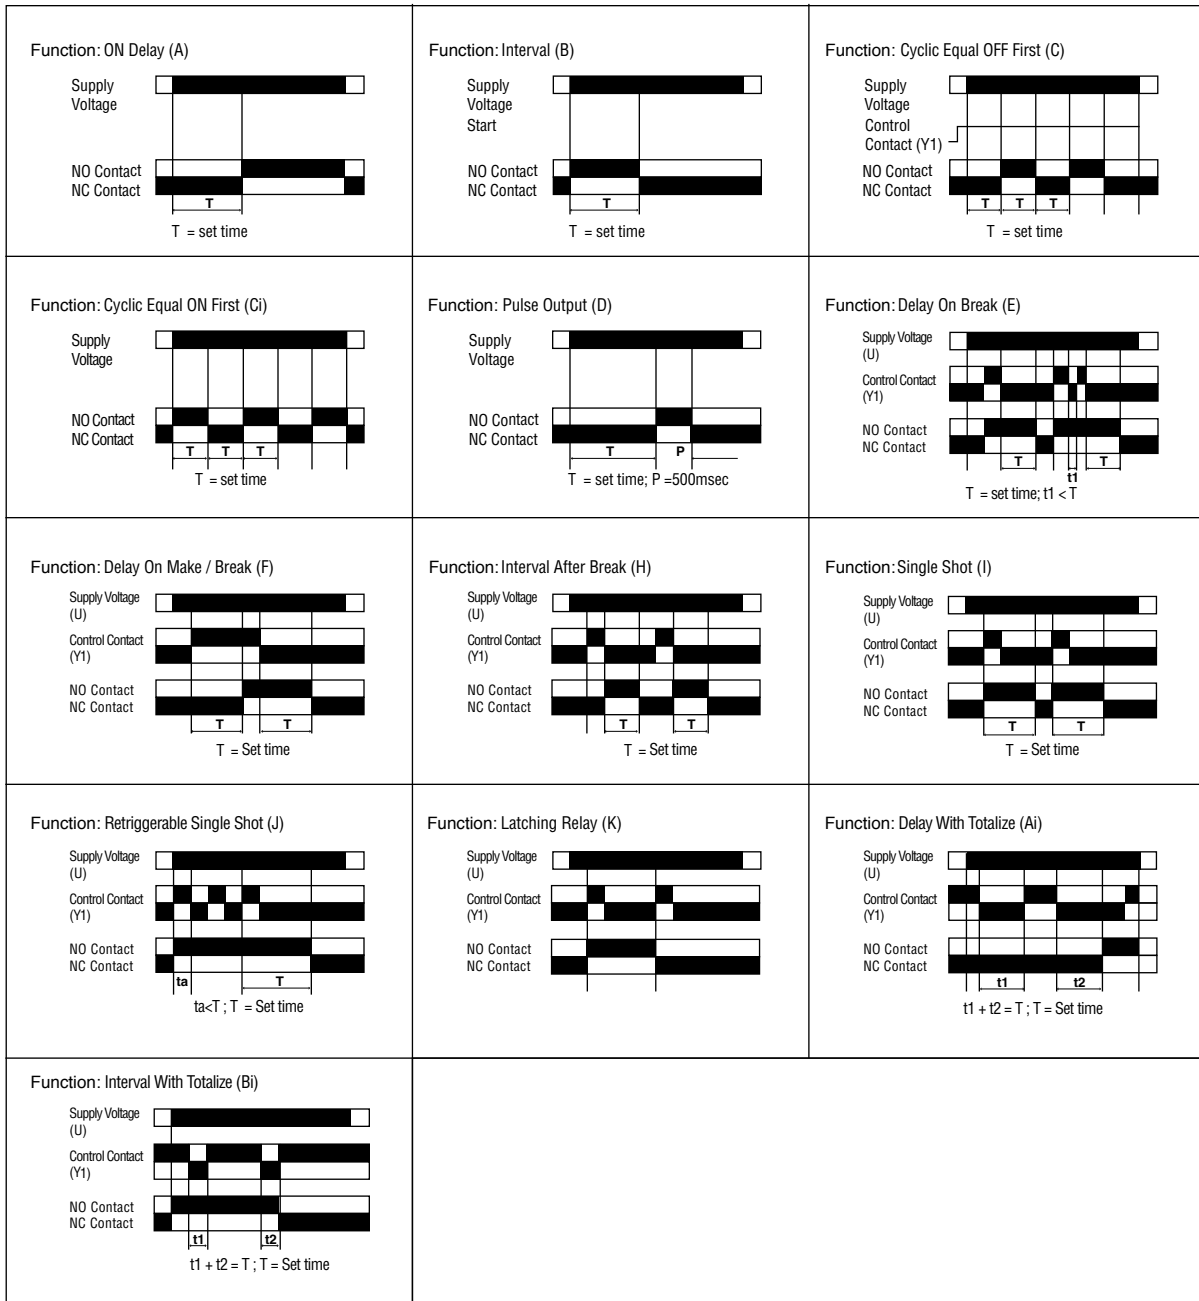 Function: ON Delay (A)
Supply
Voltage
NO Contact
NC Contact
T
T = set time
Function: Interval (B)
Supply
Voltage
Start
NO Contact
NC Contact
T
T = set time
Function: Cyclic Equal OFF First (C)
Supply
Voltage
Control
Contact (Y1)
NO Contact
NC Contact
T T T
T = set time
Function: Cyclic Equal ON First (Ci)
Supply
Voltage
NO Contact
NC Contact
T T T
T = set time
Function: Pulse Output (D)
Supply
Voltage
NO Contact
NC Contact
T P
T = set time; P =500msec
Function: Delay On Break (E)
Supply Voltage
(U)
Control Contact
(Y1)
NO Contact
NC Contact
T t1 T
T = set time; t1 < T
Function: Delay On Make / Break (F)
Supply Voltage
(U)
Control Contact
(Y1)
NO Contact
NC Contact
T T
T = Set time
Function: Interval After Break (H)
Supply Voltage
(U)
Control Contact
(Y1)
NO Contact
NC Contact
T T
T = Set time
Function: Single Shot (I)
Supply Voltage
(U)
Control Contact
(Y1)
NO Contact
NC Contact
T T
T = Set time
Function: Retriggerable Single Shot (J)
Supply Voltage
(U)
Control Contact
(Y1)
NO Contact
NC Contact
ta T
ta<T ; T = Set time
Function: Latching Relay (K)
Supply Voltage
(U)
Control Contact
(Y1)
NO Contact
NC Contact
Function: Delay With Totalize (Ai)
Supply Voltage
(U)
Control Contact
(Y1)
NO Contact
NC Contact
t1 t2
t1 + t2 = T ; T = Set time
Function: Interval With Totalize (Bi)
Supply Voltage
(U)
Control Contact
(Y1)
NO Contact
NC Contact
t1 t2
t1 + t2 = T ; T = Set time